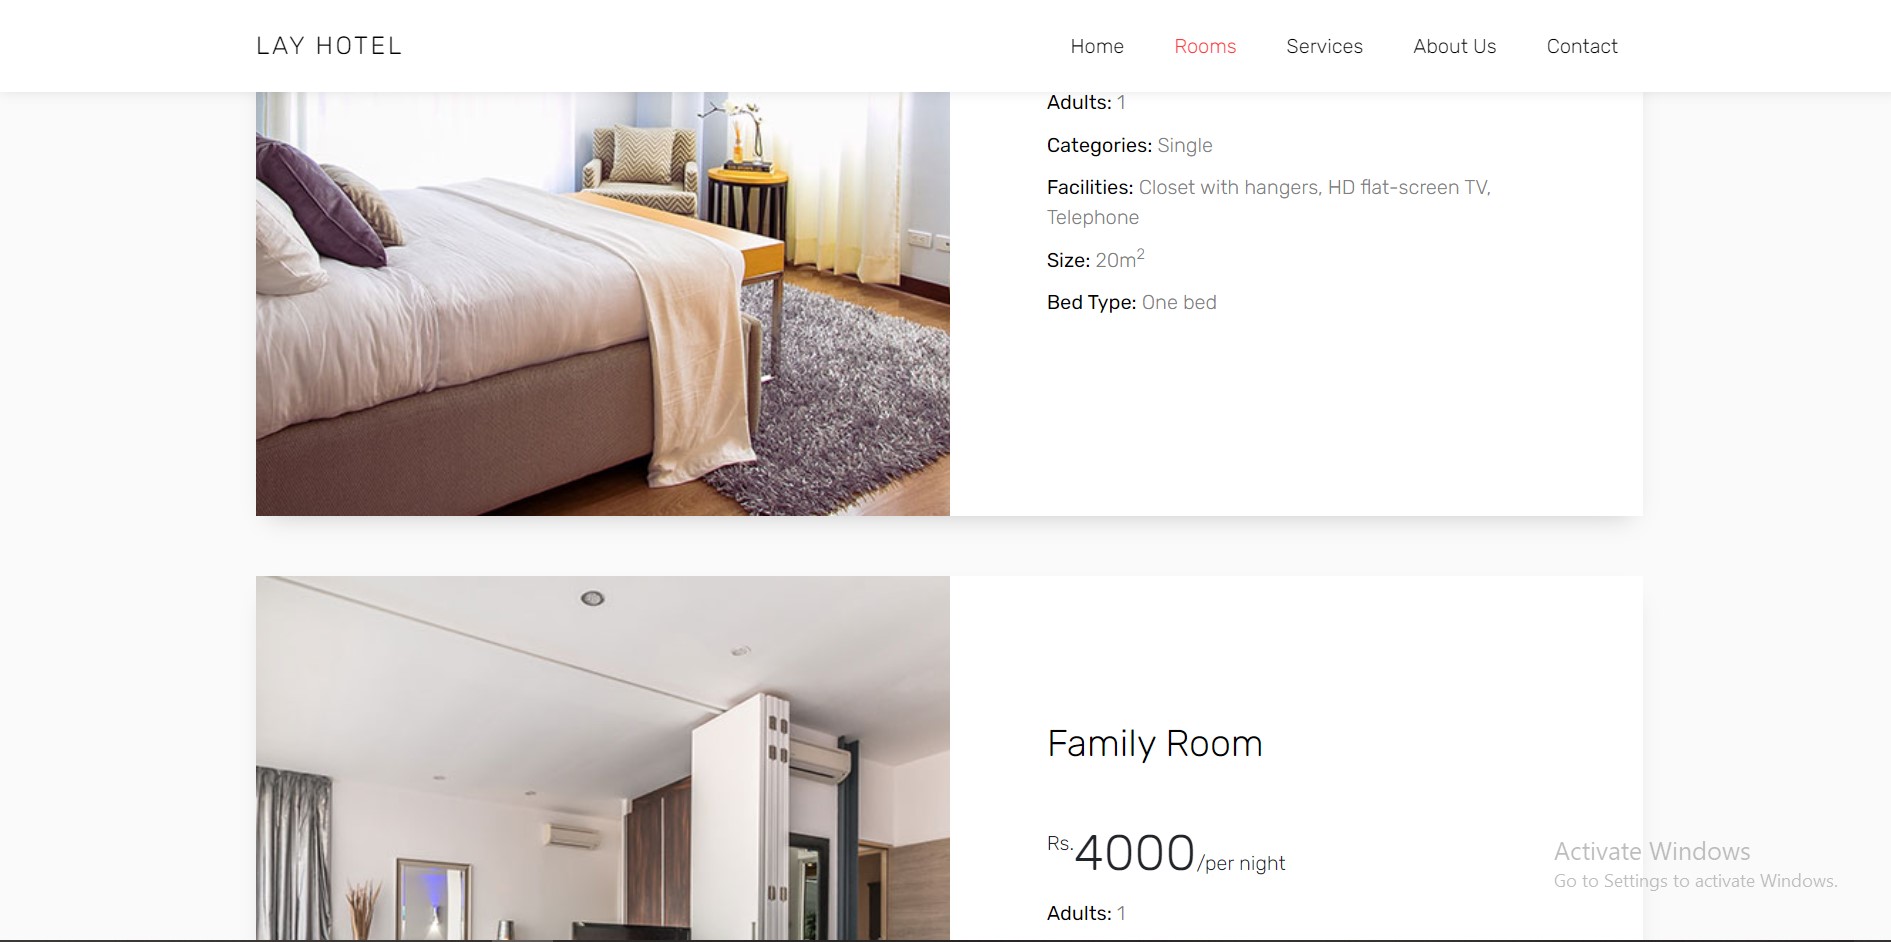 LAY HOTEL
Home Rooms Services About Us Contact
Adults: 1
Categories: Single
Facilities: Closet with hangers, HD flat-screen TV,
Telephone
Size: 20m²
Bed Type: One bed
Family Room
Rs.4000/per night
Adults: 1
Activate Windows
Go to Settings to activate Windows.